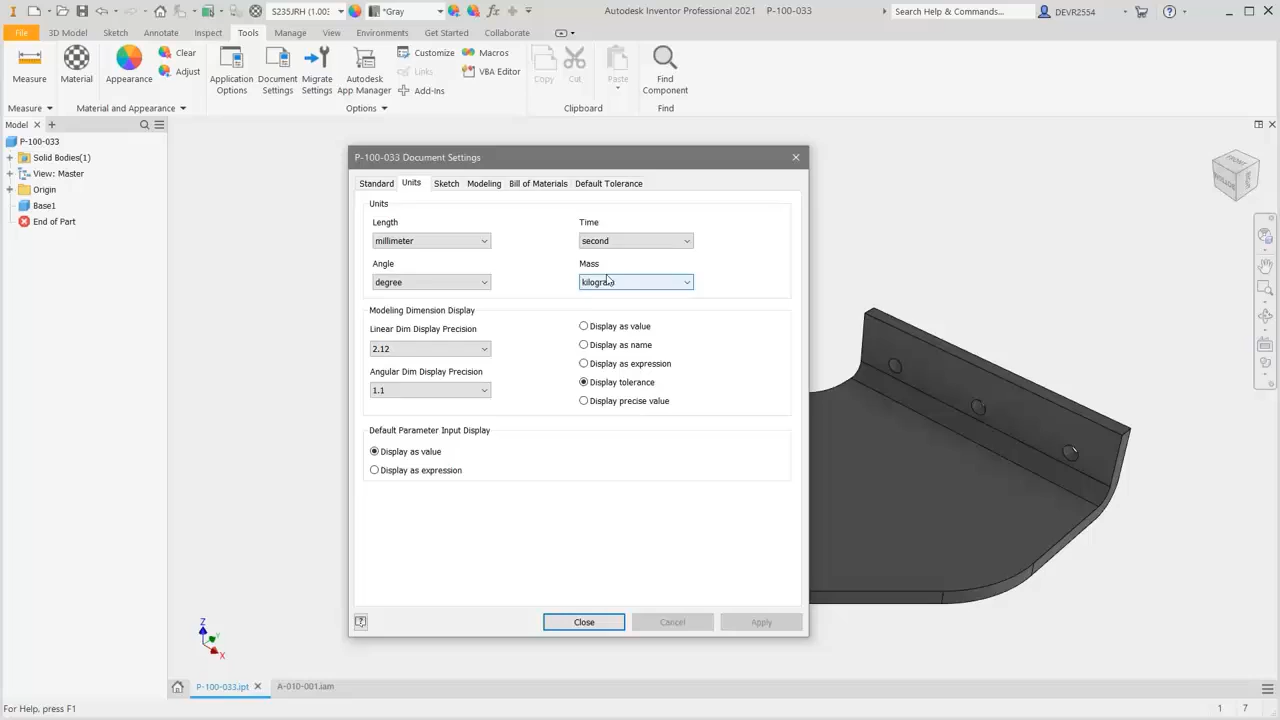 S235JRH (1.003
*Gray
Autodesk Inventor Professional 2021 P-100-033
Search Help & Commands...
DEVR2554
File 3D Model Sketch Annotate Inspect Tools Manage View Environments Get Started Collaborate
Measure
Material
Appearance
Clear
Adjust
Application Options
Document Settings
Migrate Settings
Autodesk App Manager
Customize
Links
Add-Ins
Macros
VBA Editor
Copy
Cut
Paste
Find Component
Measure
Material and Appearance
Options
Clipboard
Find
Model
P-100-033
Solid Bodies(1)
View: Master
Origin
Base1
End of Part
P-100-033 Document Settings
Standard Units Sketch Modeling Bill of Materials Default Tolerance
Units
Length
Time
millimeter
second
Angle
Mass
degree
kilogram
Modeling Dimension Display
Linear Dim Display Precision
2.12
Angular Dim Display Precision
1.1
Display as value
Display as name
Display as expression
Display tolerance
Display precise value
Default Parameter Input Display
Display as value
Display as expression
Close
Cancel
Apply
FRONT
Z
Y
X
P-100-033.ipt
A-010-001.iam
For Help, press F1
1 7